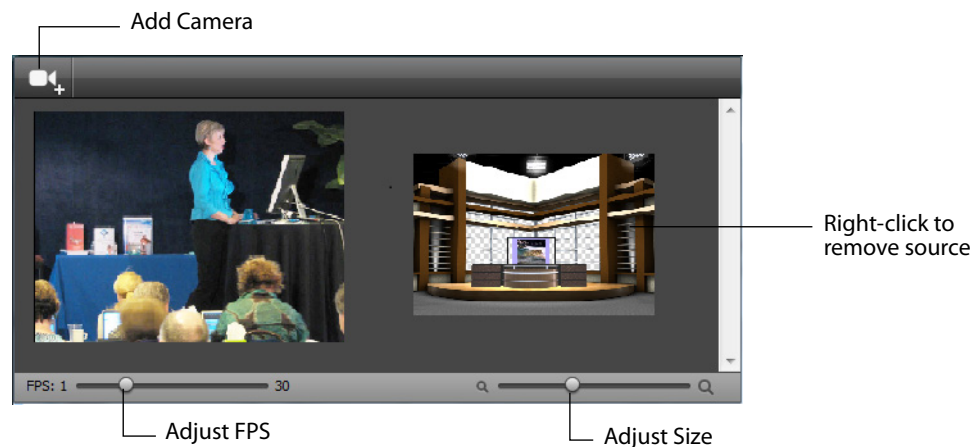 Add Camera
Right-click to
remove source
FPS: 1
30
Adjust FPS
Adjust Size